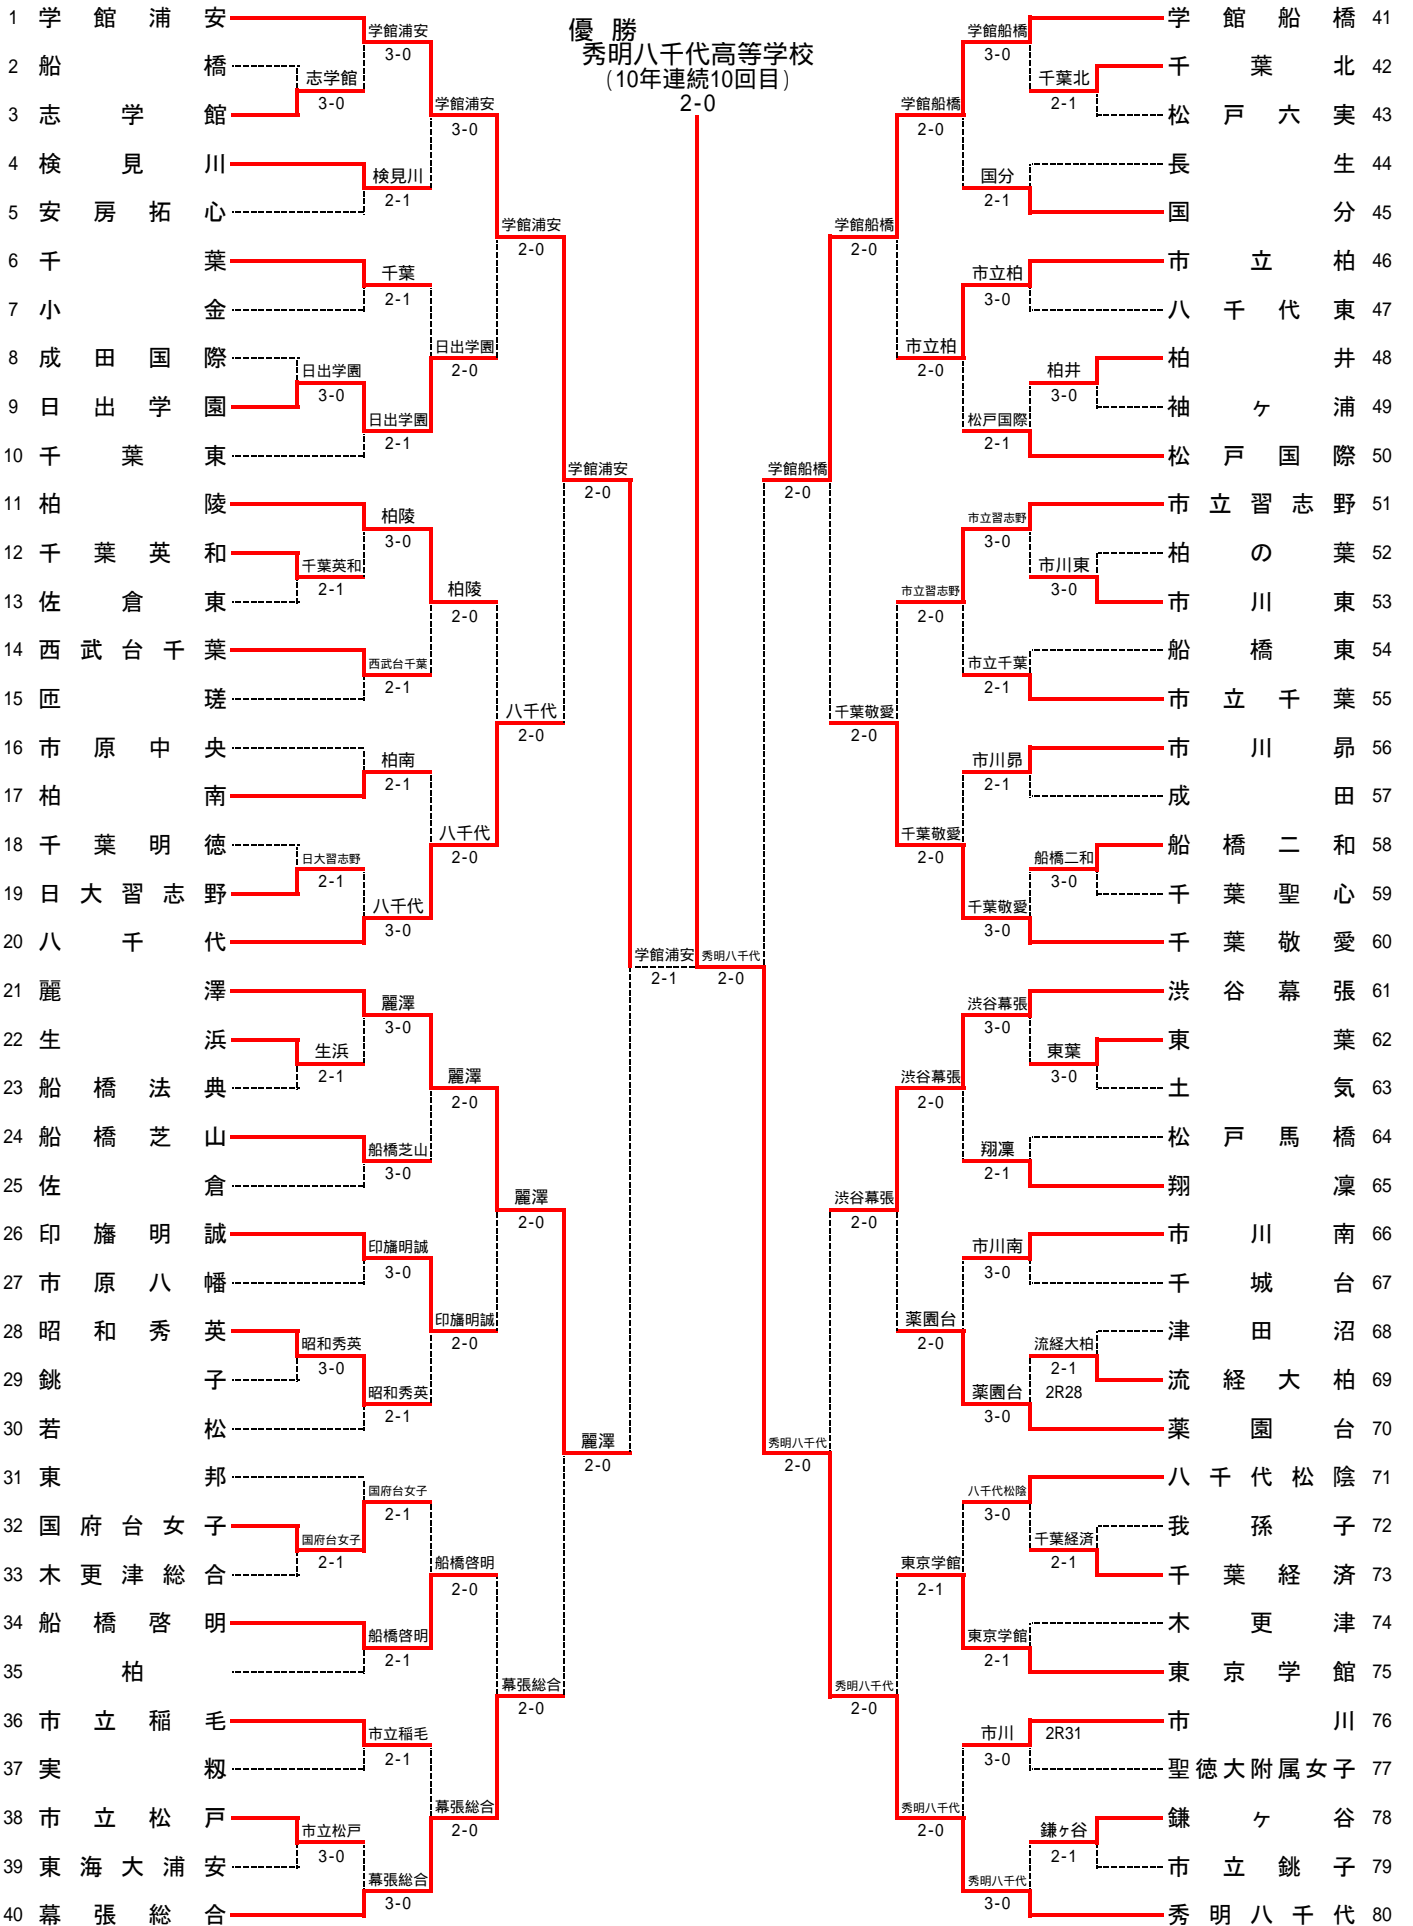 優勝
秀明八千代高等学校
(10年連続10回目)
2-0
1 学館浦安
2 船橋
3 志学館
4 検見川
5 安房拓心
6 千葉
7 小金
8 成田国際
9 日出学園
10 千葉東
11 柏陵
12 千葉英和
13 佐倉東
14 西武台千葉
15 匝瑳
16 市原中央
17 柏南
18 千葉明徳
19 日大習志野
20 八千代
21 麗澤
22 生浜
23 船橋法典
24 船橋芝山
25 佐倉
26 印旛明誠
27 市原八幡
28 昭和秀英
29 銚子
30 若松
31 東邦
32 国府台女子
33 木更津総合
34 船橋啓明
35 柏
36 市立稲毛
37 実籾
38 市立松戸
39 東海大浦安
40 幕張総合
志学館
3-0
日出学園
3-0
千葉英和
2-1
日大習志野
2-1
生浜
2-1
昭和秀英
3-0
国府台女子
2-1
市立松戸
3-0
学館浦安
3-0
検見川
2-1
千葉
2-1
日出学園
2-1
柏陵
3-0
西武台千葉
2-1
柏南
2-1
八千代
3-0
麗澤
3-0
船橋芝山
3-0
印旛明誠
3-0
昭和秀英
2-1
国府台女子
2-1
船橋啓明
2-1
市立稲毛
2-1
幕張総合
3-0
学館浦安
3-0
日出学園
2-0
柏陵
2-0
八千代
2-0
麗澤
2-0
印旛明誠
2-0
船橋啓明
2-0
幕張総合
2-0
学館浦安
2-0
八千代
2-0
麗澤
2-0
幕張総合
2-0
学館浦安
2-0
麗澤
2-0
学館浦安
2-1
秀明八千代
2-0
学館船橋
2-0
秀明八千代
2-0
学館船橋
2-0
千葉敬愛
2-0
渋谷幕張
2-0
秀明八千代
2-0
学館船橋
2-0
市立柏
2-0
市立習志野
2-0
千葉敬愛
2-0
渋谷幕張
2-0
薬園台
2-0
東京学館
2-1
秀明八千代
2-0
学館船橋
3-0
国分
2-1
市立柏
3-0
松戸国際
2-1
市立習志野
3-0
市立千葉
2-1
市川昴
2-1
千葉敬愛
3-0
渋谷幕張
3-0
翔凜
2-1
市川南
3-0
薬園台
3-0
八千代松陰
3-0
東京学館
2-1
市川
3-0
秀明八千代
3-0
千葉北
2-1
柏井
3-0
市川東
3-0
船橋二和
3-0
東葉
3-0
流経大柏
2-1
2R28
千葉経済
2-1
2R31
鎌ヶ谷
2-1
学館船橋 41
千葉北 42
松戸六実 43
長生 44
国分 45
市立柏 46
八千代東 47
柏井 48
袖ヶ浦 49
松戸国際 50
市立習志野 51
柏の葉 52
市川東 53
船橋東 54
市立千葉 55
市川昴 56
成田 57
船橋二和 58
千葉聖心 59
千葉敬愛 60
渋谷幕張 61
東葉 62
土気 63
松戸馬橋 64
翔凜 65
市川南 66
千城台 67
津田沼 68
流経大柏 69
薬園台 70
八千代松陰 71
我孫子 72
千葉経済 73
木更津 74
東京学館 75
市川 76
聖徳大附属女子 77
鎌ヶ谷 78
市立銚子 79
秀明八千代 80